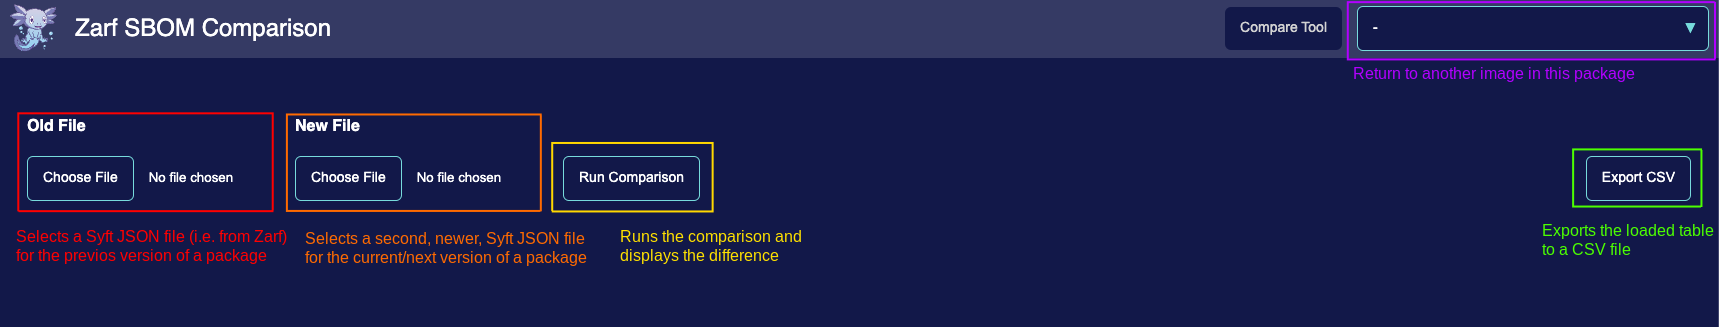 Zarf SBOM Comparison
Compare Tool
-
Return to another image in this package
Old File
New File
Choose File
No file chosen
Choose File
No file chosen
Run Comparison
Export CSV
Selects a Syft JSON file (i.e. from Zarf)
for the previos version of a package
Selects a second, newer, Syft JSON file
for the current/next version of a package
Runs the comparison and
displays the difference
Exports the loaded table
to a CSV file